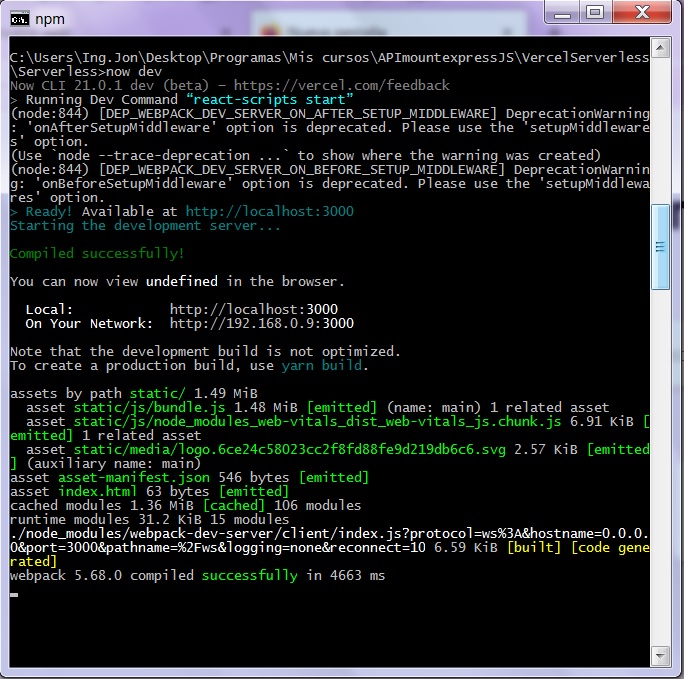 npm
C:\Users\Ing.Jon\Desktop\Programas\Mis cursos\APImountexpressJS\VercelServerless
\Serverless>now dev
Now CLI 21.0.1 dev (beta) — https://vercel.com/feedback
> Running Dev Command “react-scripts start”
(node:844) [DEP_WEBPACK_DEV_SERVER_ON_AFTER_SETUP_MIDDLEWARE] DeprecationWarning
: 'onAfterSetupMiddleware' option is deprecated. Please use the 'setupMiddleware
s' option.
(Use `node --trace-deprecation ...` to show where the warning was created)
(node:844) [DEP_WEBPACK_DEV_SERVER_ON_BEFORE_SETUP_MIDDLEWARE] DeprecationWarnin
g: 'onBeforeSetupMiddleware' option is deprecated. Please use the 'setupMiddlewa
res' option.
> Ready! Available at http://localhost:3000
Starting the development server...
Compiled successfully!
You can now view undefined in the browser.
Local: http://localhost:3000
On Your Network: http://192.168.0.9:3000
Note that the development build is not optimized.
To create a production build, use yarn build.
assets by path static/ 1.49 MiB
asset static/js/bundle.js 1.48 MiB [emitted] (name: main) 1 related asset
asset static/js/node_modules_web-vitals_dist_web-vitals_js.chunk.js 6.91 KiB [
emitted] 1 related asset
asset static/media/logo.6ce24c58023cc2f8fd88fe9d219db6c6.svg 2.57 KiB [emitted
] (auxiliary name: main)
asset asset-manifest.json 546 bytes [emitted]
asset index.html 63 bytes [emitted]
cached modules 1.36 MiB [cached] 106 modules
runtime modules 31.2 KiB 15 modules
./node_modules/webpack-dev-server/client/index.js?protocol=ws%3A&hostname=0.0.0.
0&port=3000&pathname=%2Fws&logging=none&reconnect=10 6.59 KiB [built] [code gene
rated]
webpack 5.68.0 compiled successfully in 4663 ms